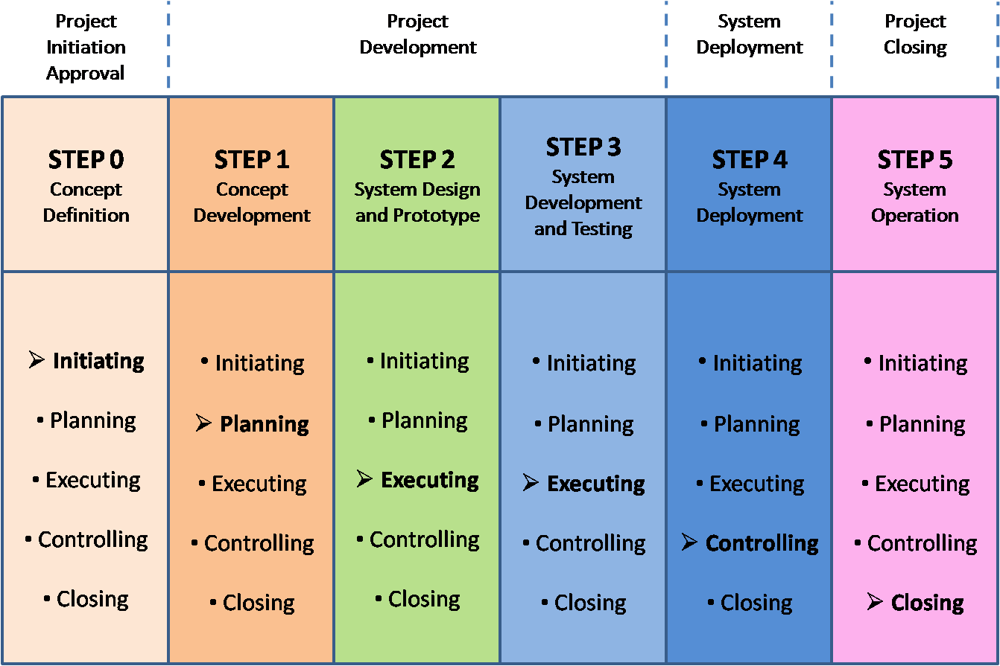 Project
Initiation
Approval
Project
Development
System
Deployment
Project
Closing
STEP 0
Concept
Definition
STEP 1
Concept
Development
STEP 2
System Design
and Prototype
STEP 3
System
Development
and Testing
STEP 4
System
Deployment
STEP 5
System
Operation
➢ Initiating
• Planning
• Executing
• Controlling
• Closing
• Initiating
➢ Planning
• Executing
• Controlling
• Closing
• Initiating
• Planning
➢ Executing
• Controlling
• Closing
• Initiating
• Planning
➢ Executing
• Controlling
• Closing
• Initiating
• Planning
• Executing
➢ Controlling
• Closing
• Initiating
• Planning
• Executing
• Controlling
➢ Closing